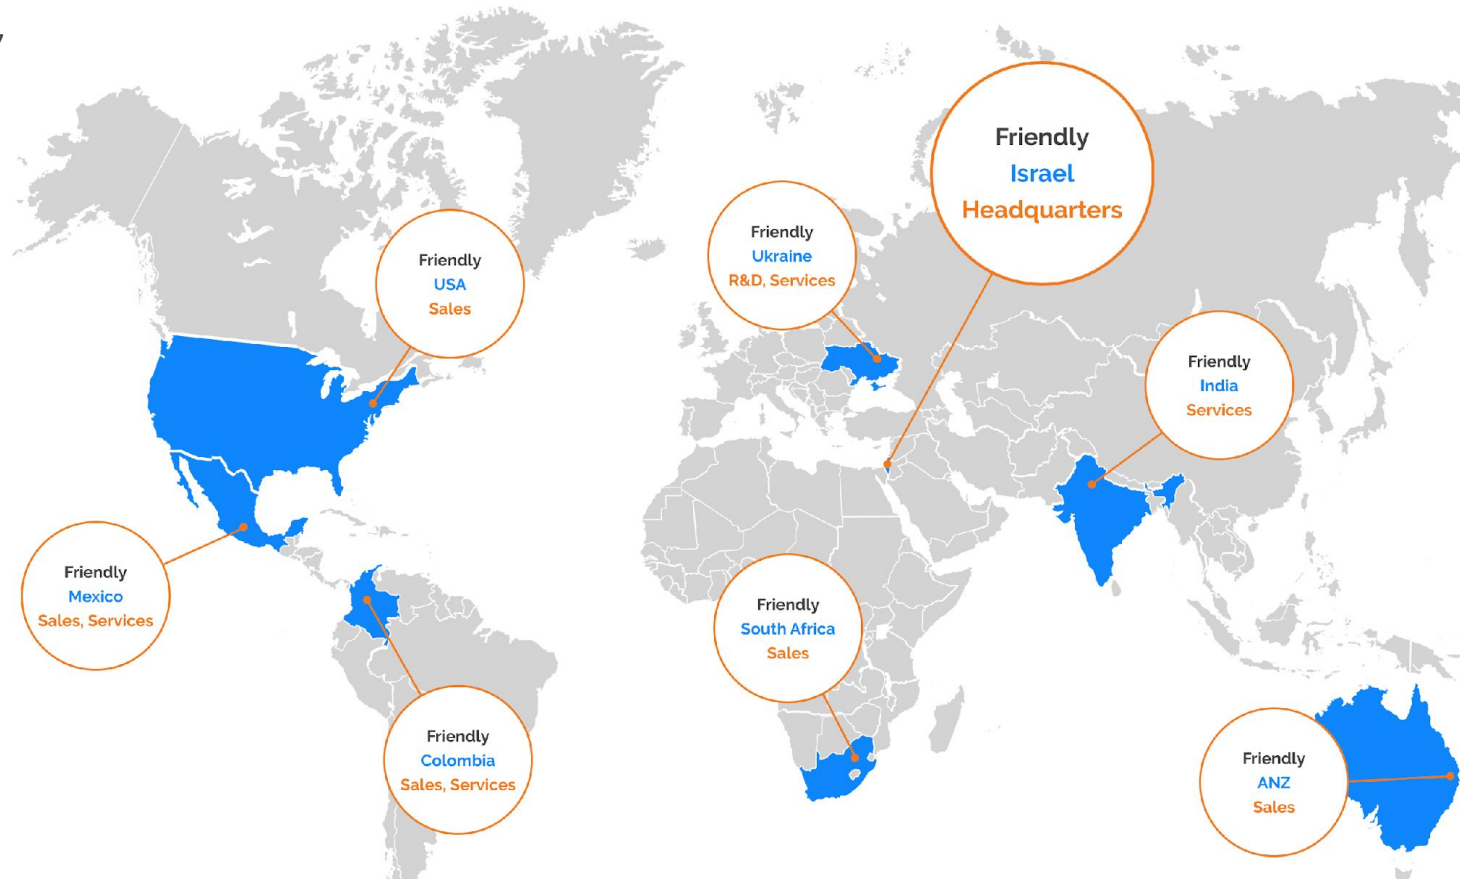 Friendly
Israel
Headquarters
Friendly
USA
Sales
Friendly
Ukraine
R&D, Services
Friendly
India
Services
Friendly
Mexico
Sales, Services
Friendly
South Africa
Sales
Friendly
Colombia
Sales, Services
Friendly
ANZ
Sales